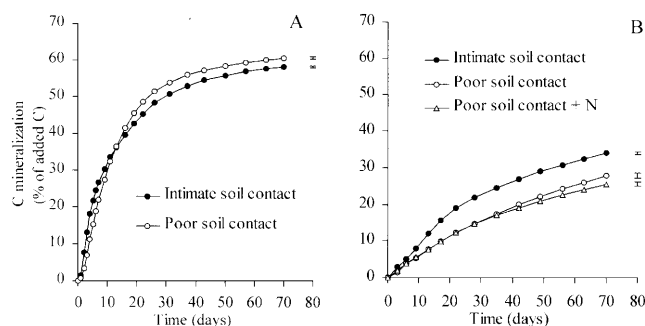 A
70
60
50
40
30
20
10
0
C mineralization
(% of added C)
Intimate soil contact
Poor soil contact
0 10 20 30 40 50 60 70 80
Time (days)
B
70
60
50
40
30
20
10
0
Intimate soil contact
Poor soil contact
Poor soil contact + N
0 10 20 30 40 50 60 70 80
Time (days)